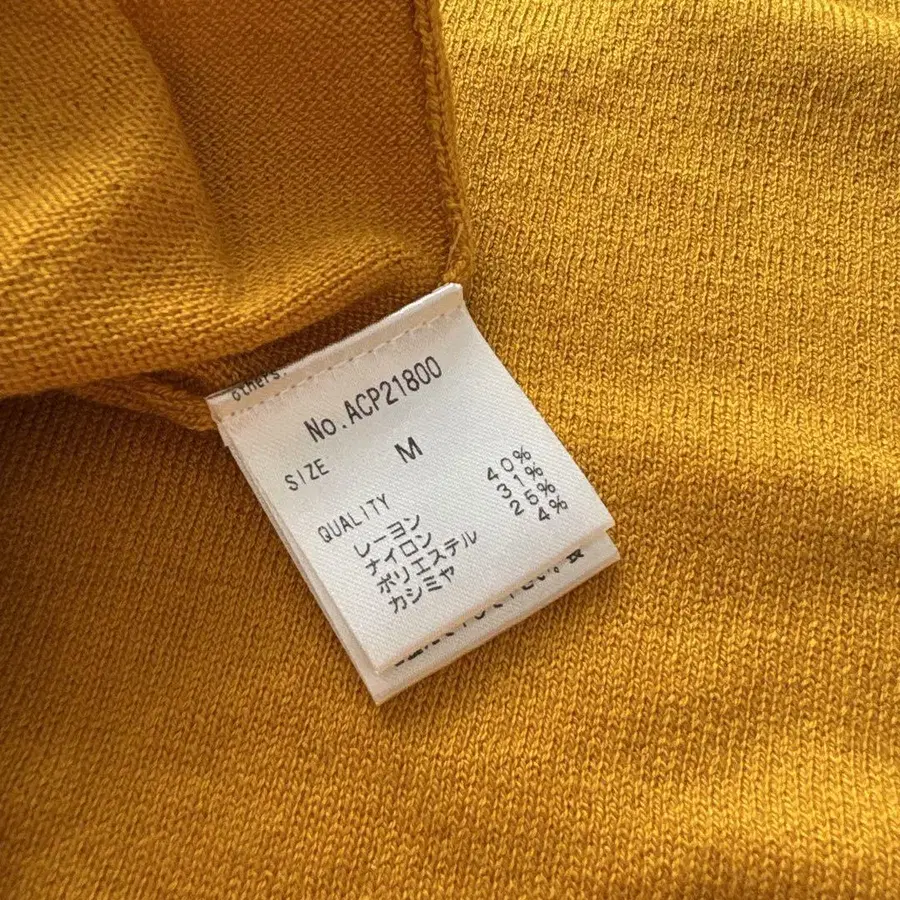 others.
No.ACP21800
SIZE M
QUALITY
レーヨン 40%
ナイロン 31%
ポリエステル 25%
カシミヤ 4%